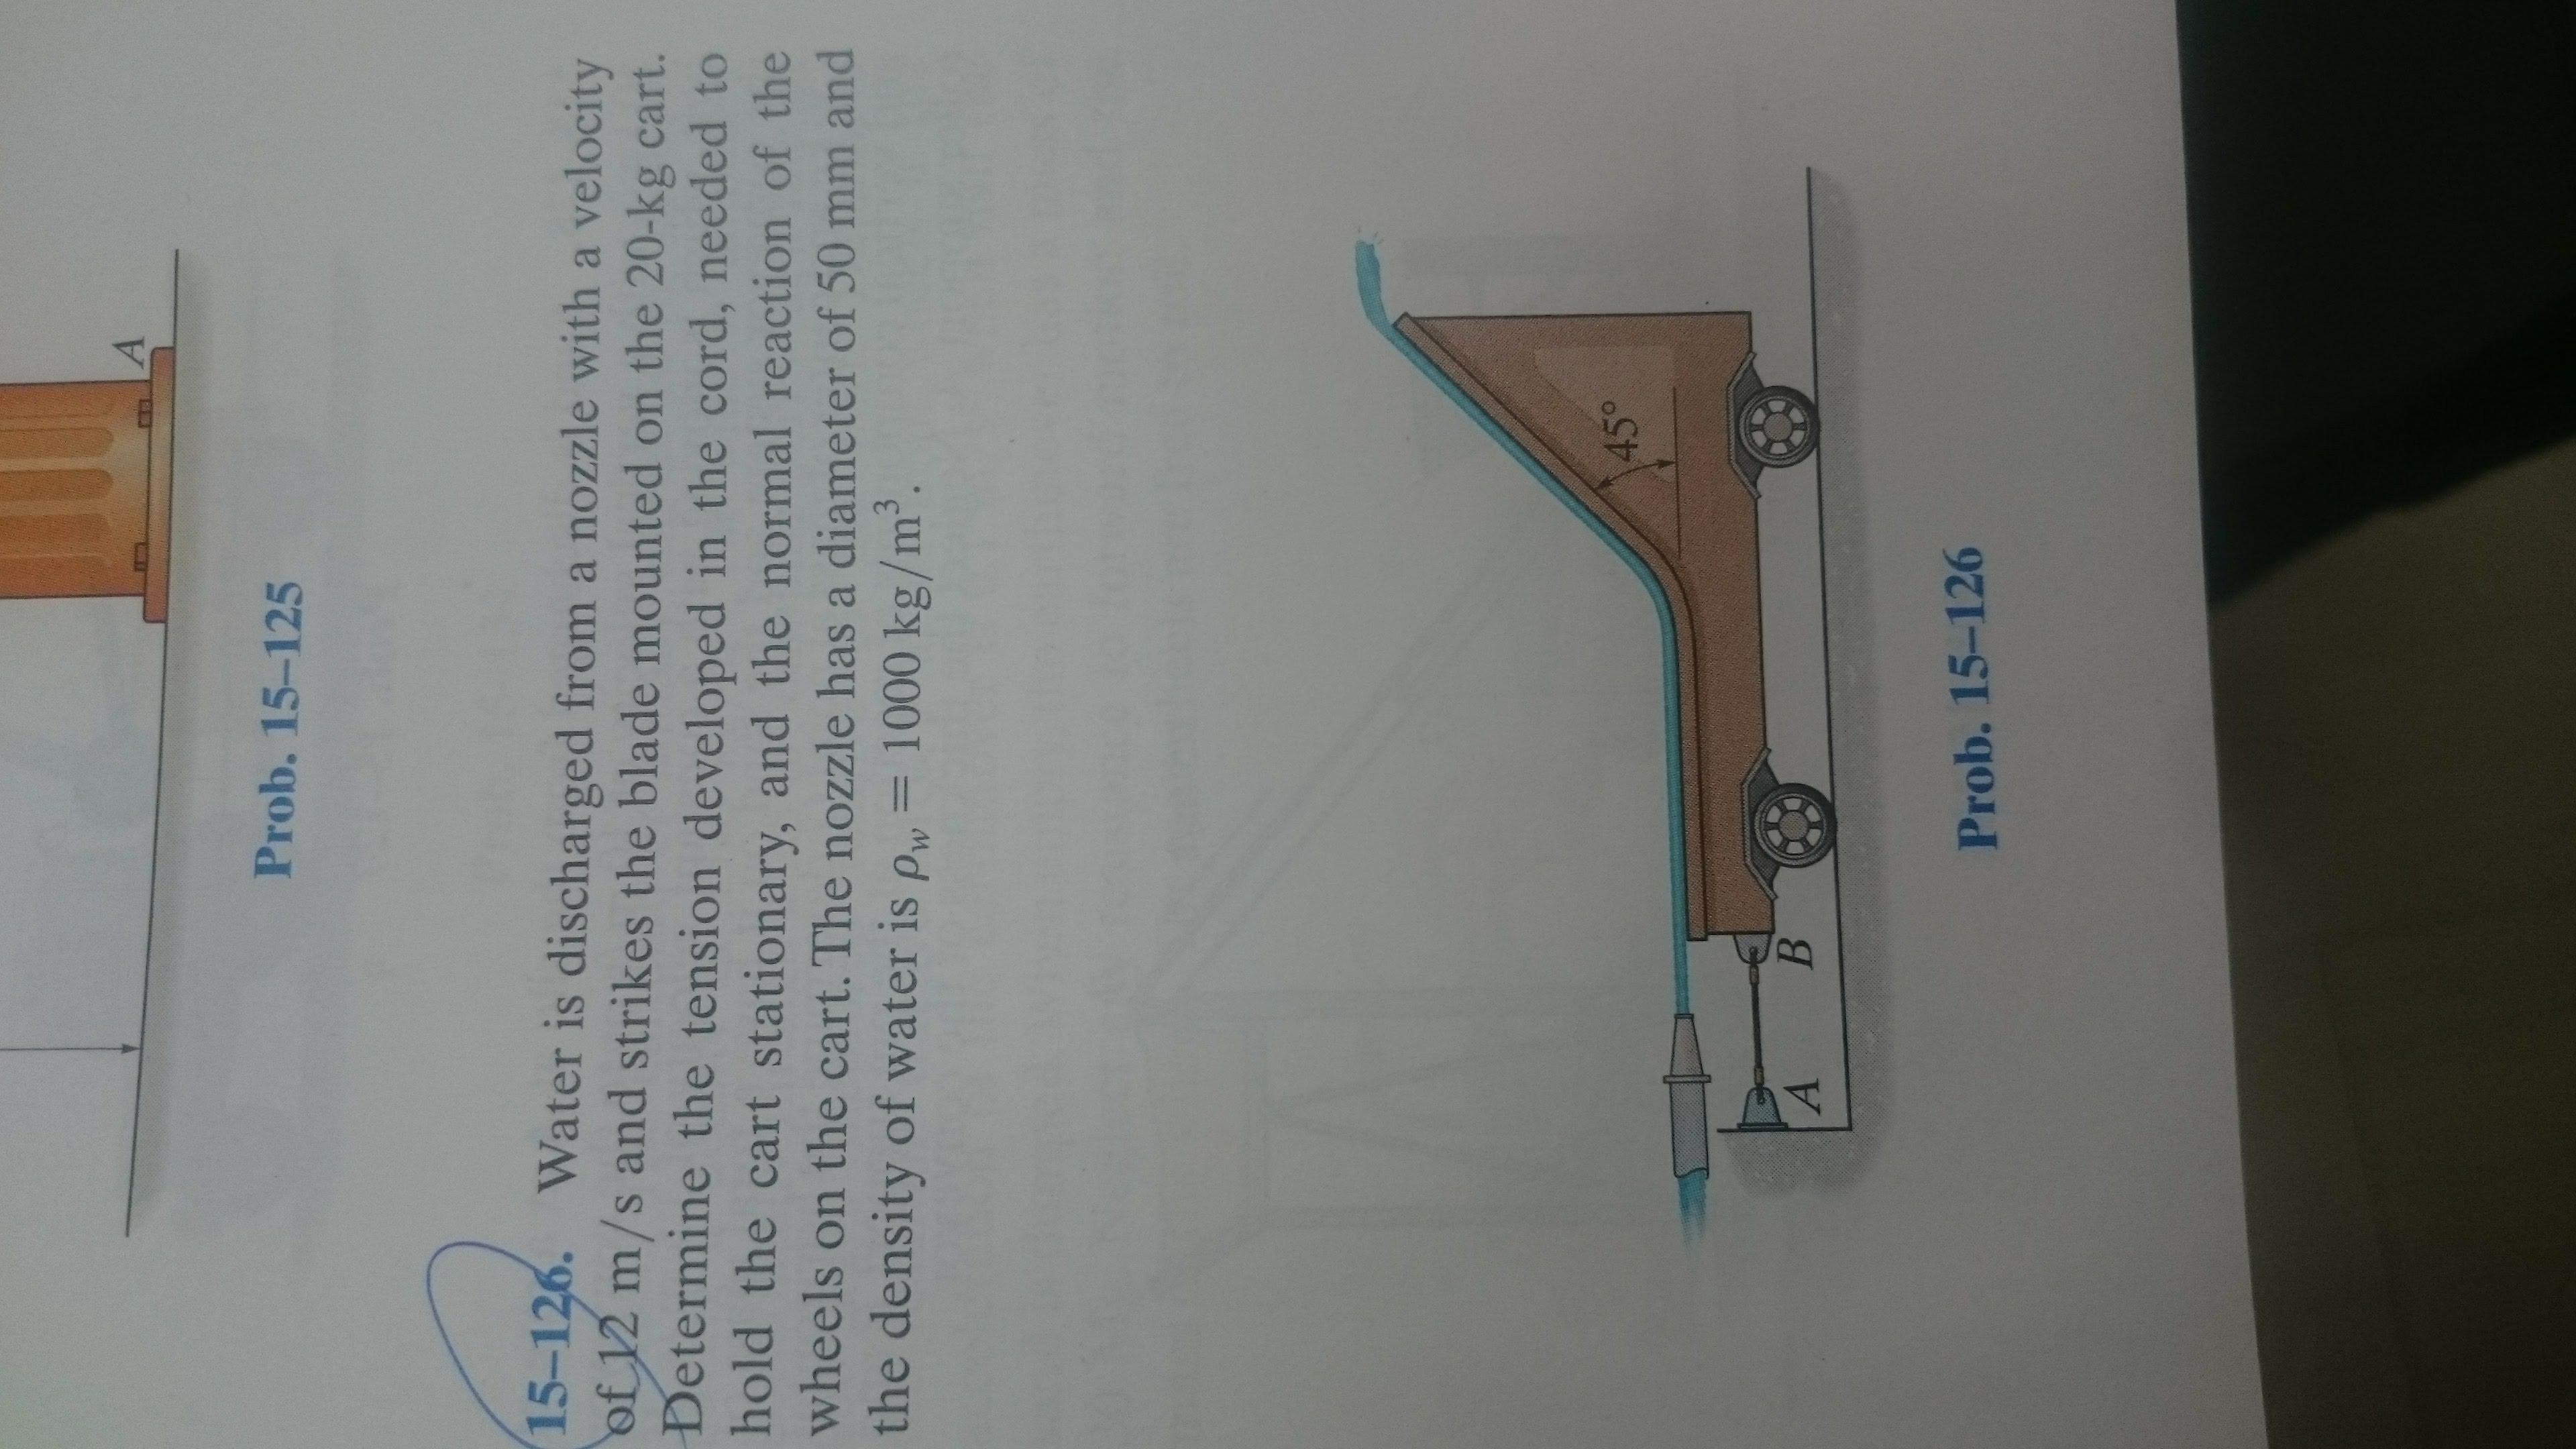 A
Prob. 15–125
15–126. Water is discharged from a nozzle with a velocity
of 12 m/s and strikes the blade mounted on the 20-kg cart.
Determine the tension developed in the cord, needed to
hold the cart stationary, and the normal reaction of the
wheels on the cart. The nozzle has a diameter of 50 mm and
the density of water is ρw = 1000 kg/m³.
45°
A
B
Prob. 15–126